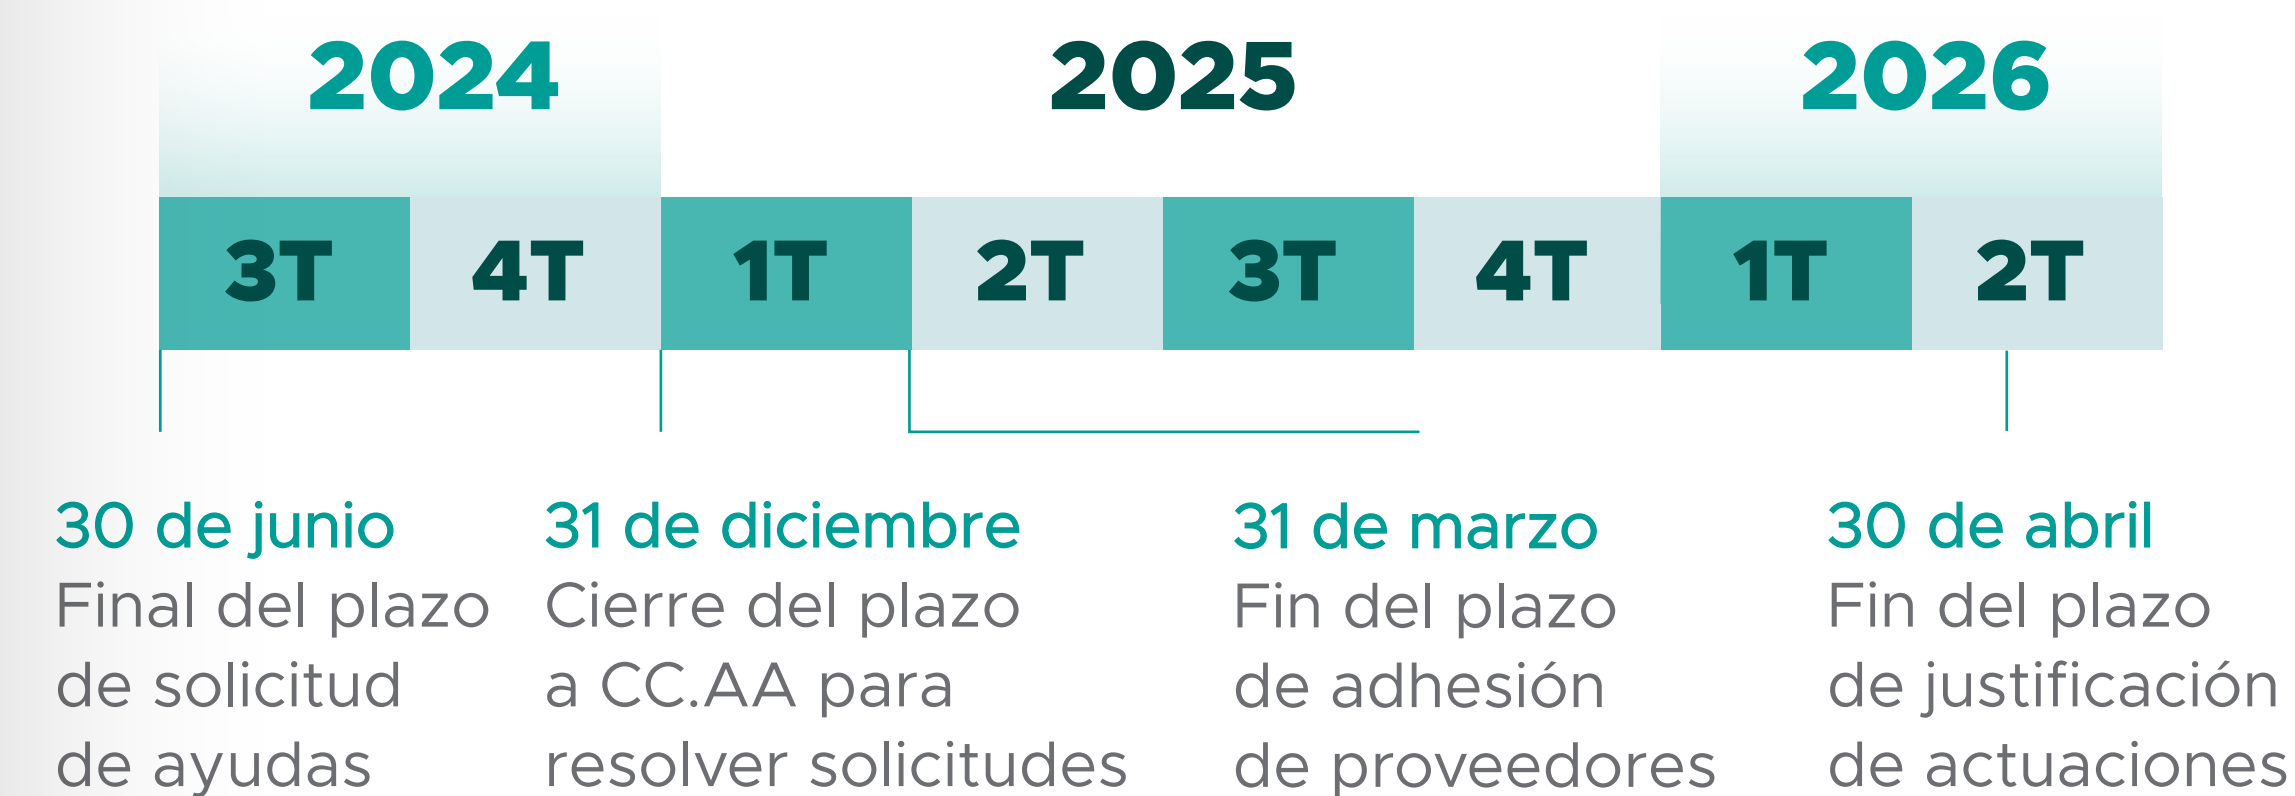 2024 2025 2026
3T 4T 1T 2T 3T 4T 1T 2T
30 de junio
Final del plazo
de solicitud
de ayudas
31 de diciembre
Cierre del plazo
a CC.AA para
resolver solicitudes
31 de marzo
Fin del plazo
de adhesión
de proveedores
30 de abril
Fin del plazo
de justificación
de actuaciones